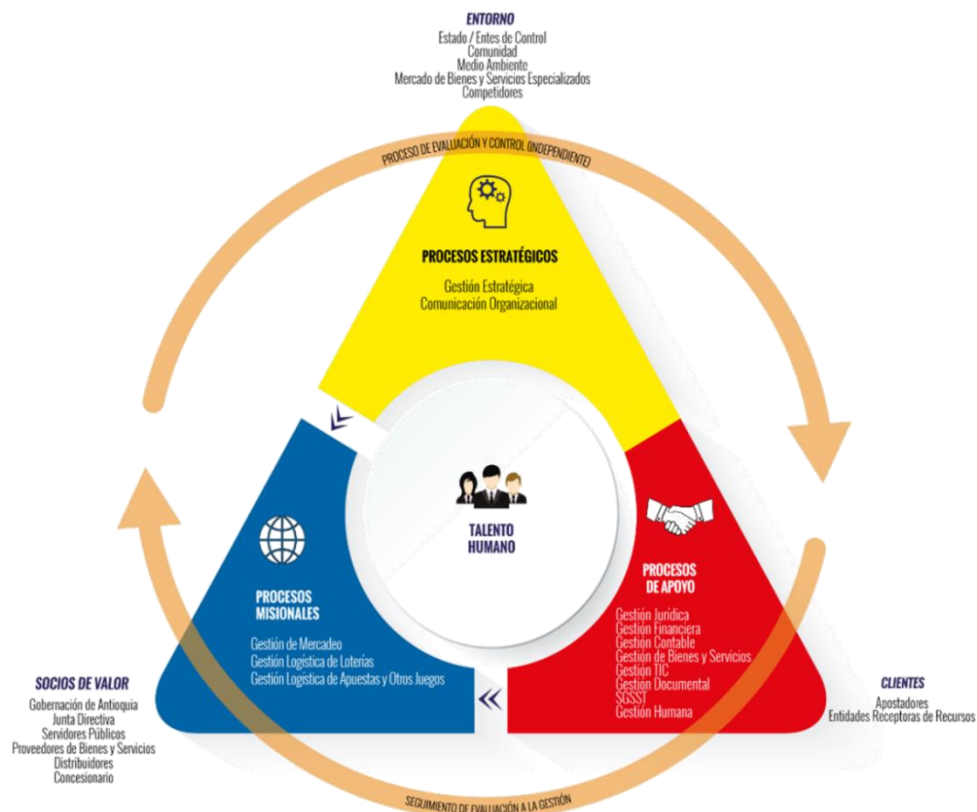 ENTORNO
Estado / Entes de Control
Comunidad
Medio Ambiente
Mercado de Bienes y Servicios Especializados
Competidores
PROCESO DE EVALUACIÓN Y CONTROL (INDEPENDIENTE)
PROCESOS ESTRATÉGICOS
Gestión Estratégica
Comunicación Organizacional
TALENTO
HUMANO
PROCESOS
MISIONALES
Gestión de Mercadeo
Gestión Logística de Loterías
Gestión Logística de Apuestas y Otros Juegos
PROCESOS
DE APOYO
Gestión Jurídica
Gestión Financiera
Gestión Contable
Gestión de Bienes y Servicios
Gestión TIC
Gestión Documental
SGSST
Gestión Humana
SOCIOS DE VALOR
Gobernación de Antioquia
Junta Directiva
Servidores Públicos
Proveedores de Bienes y Servicios
Distribuidores
Concesionario
CLIENTES
Apostadores
Entidades Receptoras de Recursos
SEGUIMIENTO DE EVALUACIÓN A LA GESTIÓN